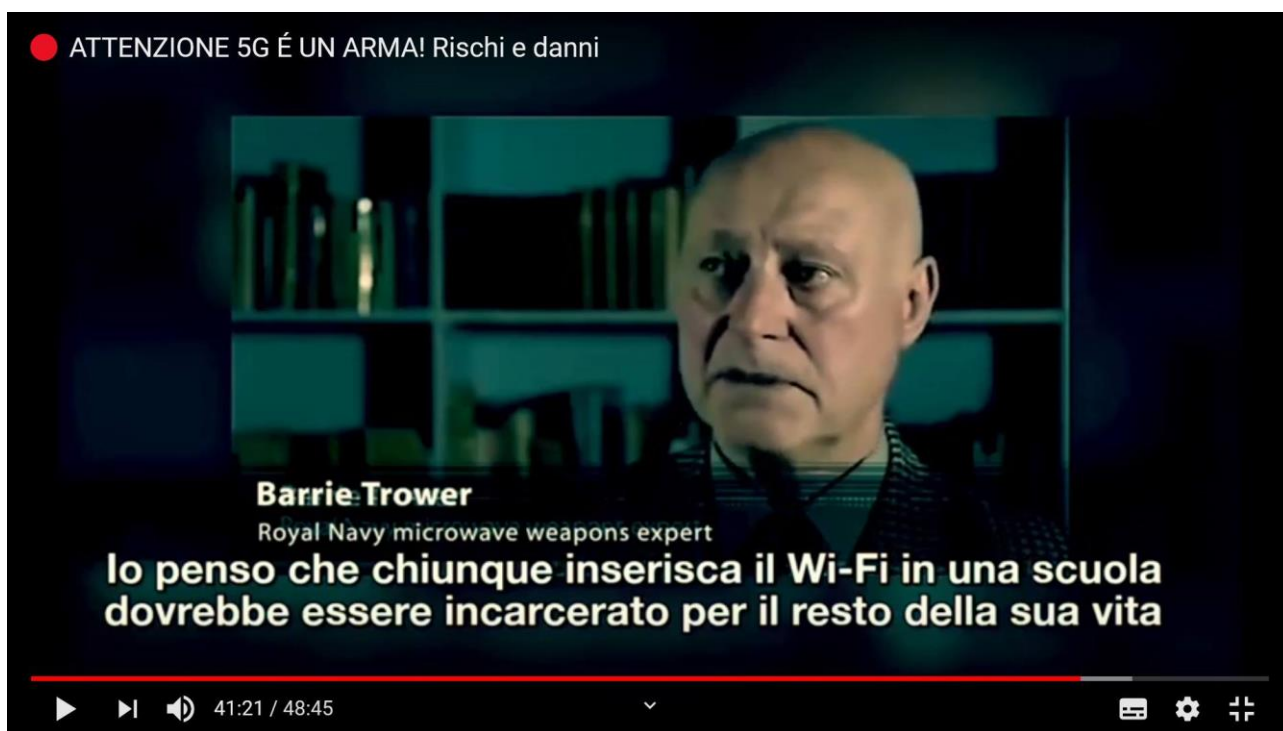 ATTENZIONE 5G É UN ARMA! Rischi e danni
Barrie Trower
Royal Navy microwave weapons expert
Io penso che chiunque inserisca il Wi-Fi in una scuola
dovrebbe essere incarcerato per il resto della sua vita
41:21 / 48:45